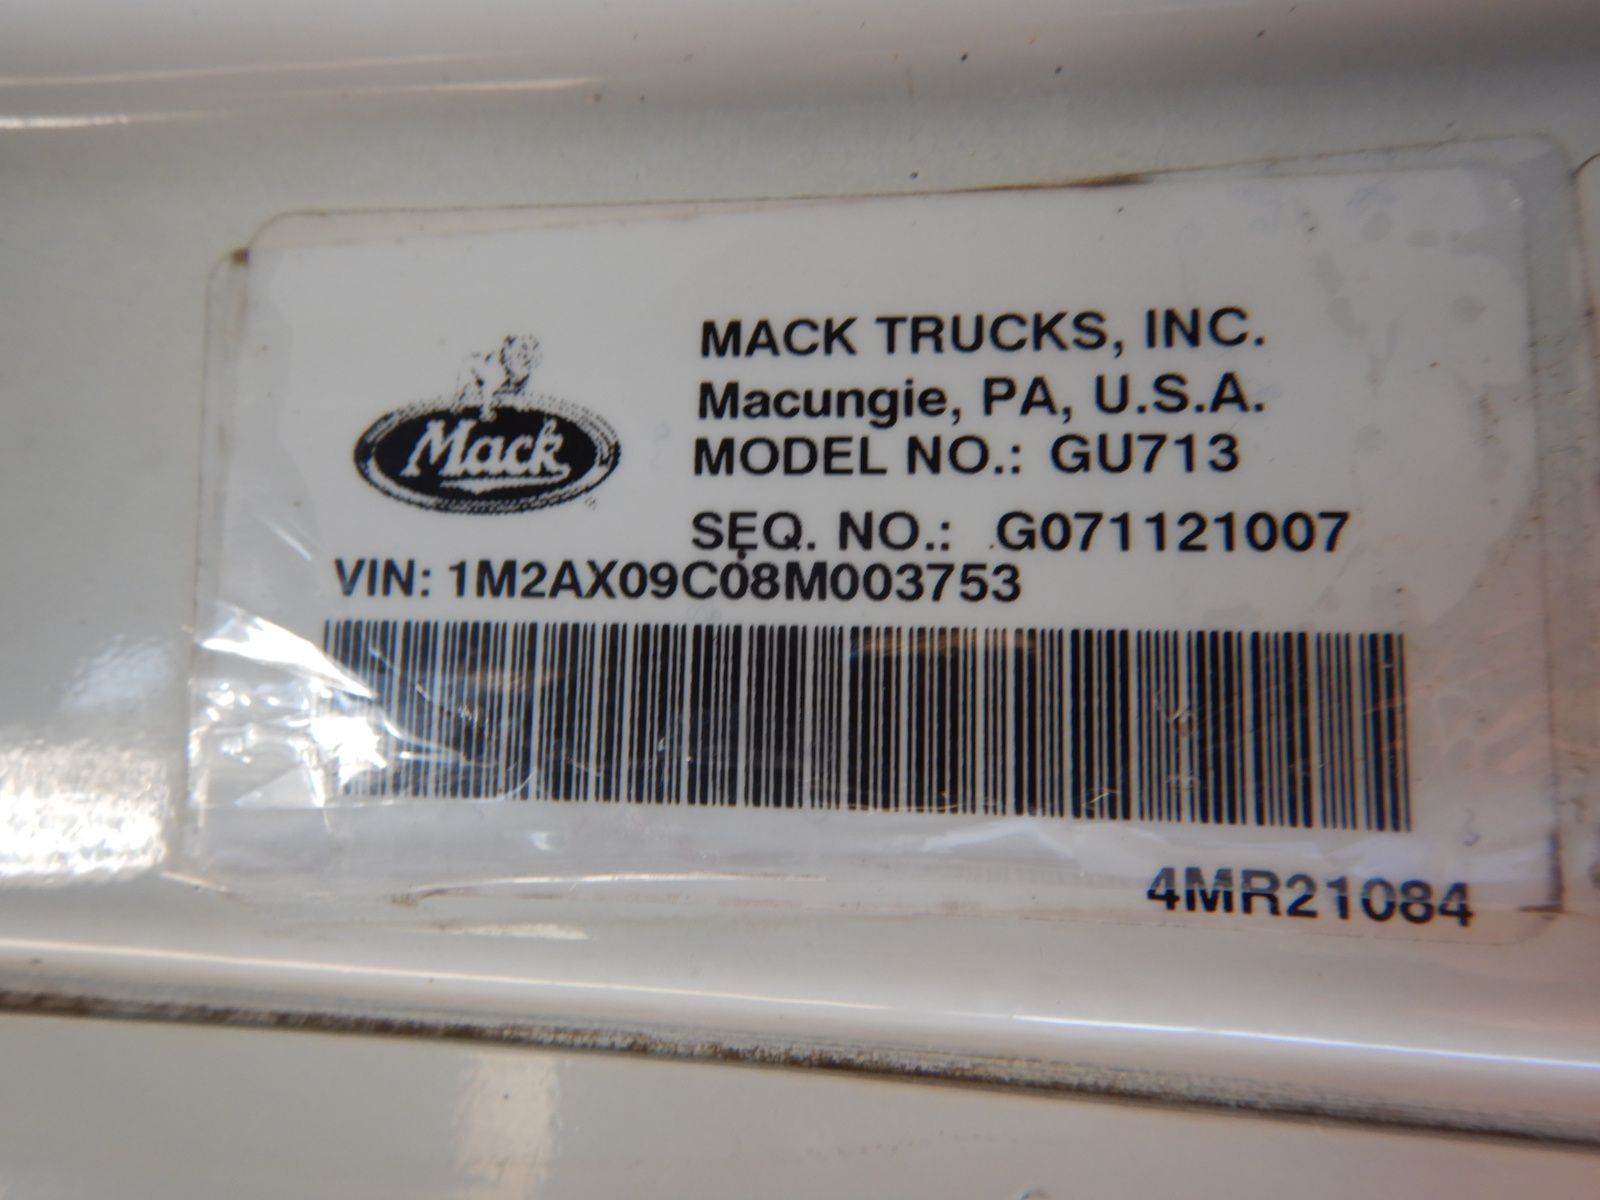 Mack
MACK TRUCKS, INC.
Macungie, PA, U.S.A.
MODEL NO.: GU713
SEQ. NO.: G071121007
VIN: 1M2AX09C08M003753
4MR21084